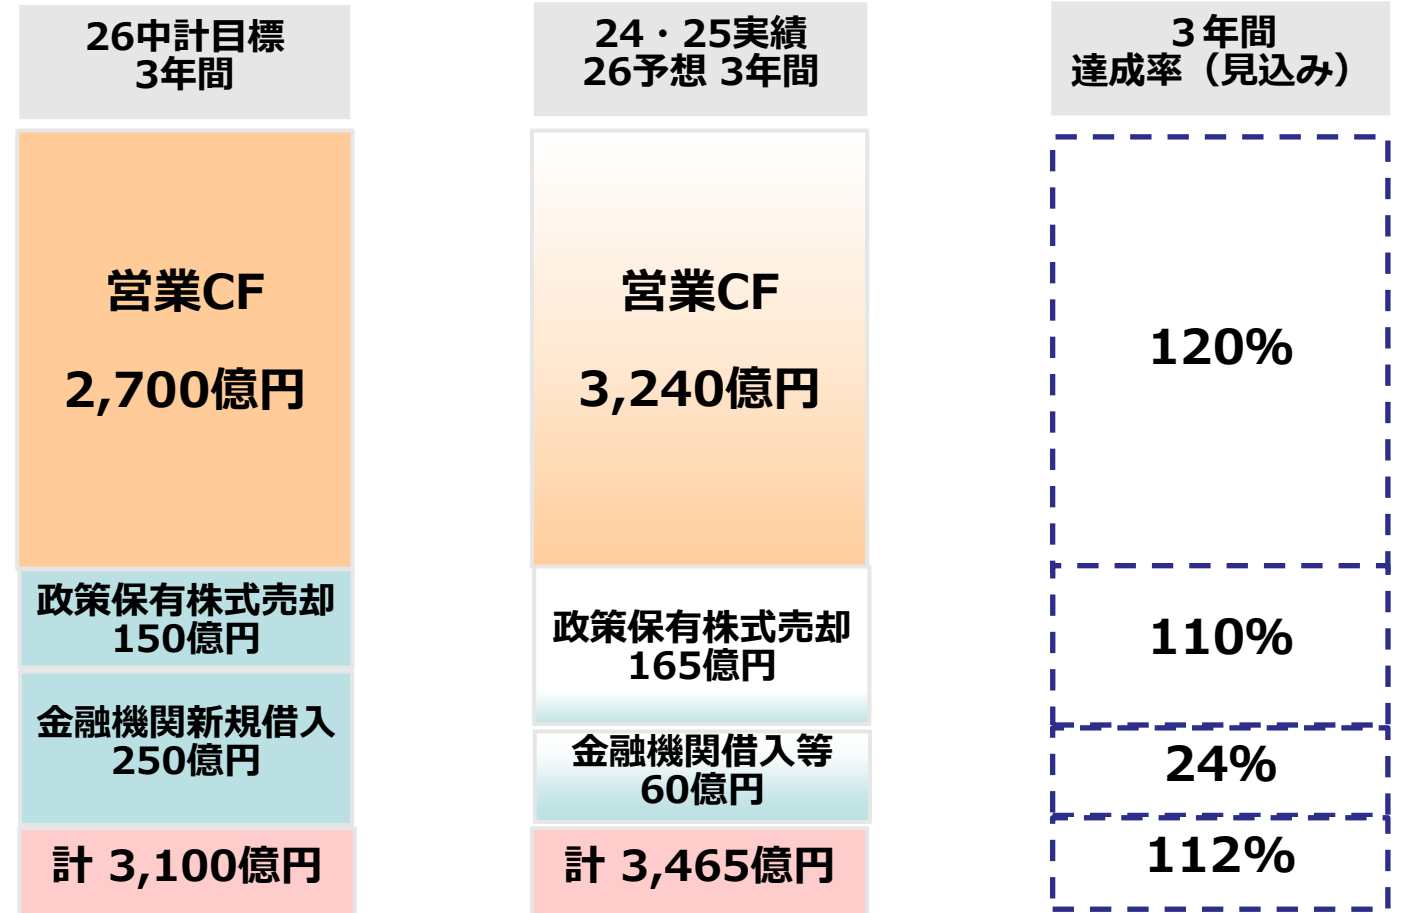 26中計目標
3年間
24・25実績
26予想 3年間
３年間
達成率（見込み）
営業CF
2,700億円
営業CF
3,240億円
120%
政策保有株式売却
150億円
政策保有株式売却
165億円
110%
金融機関新規借入
250億円
金融機関借入等
60億円
24%
計 3,100億円
計 3,465億円
112%